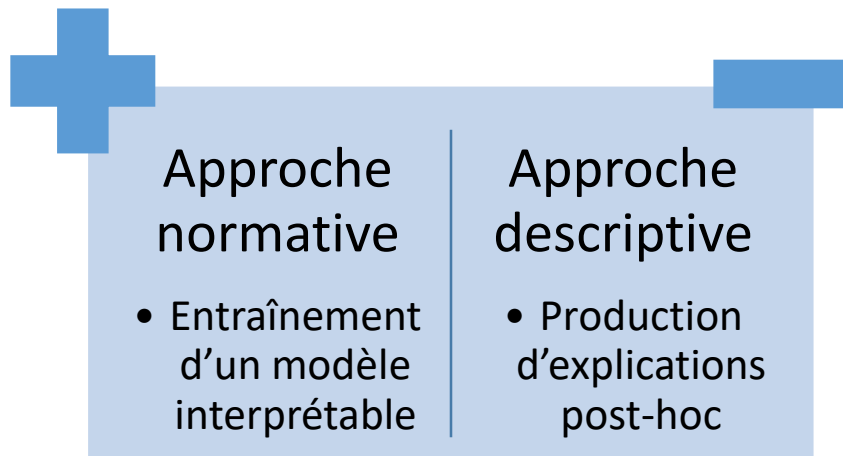 Approche
normative
• Entraînement
d’un modèle
interprétable
Approche
descriptive
• Production
d’explications
post-hoc